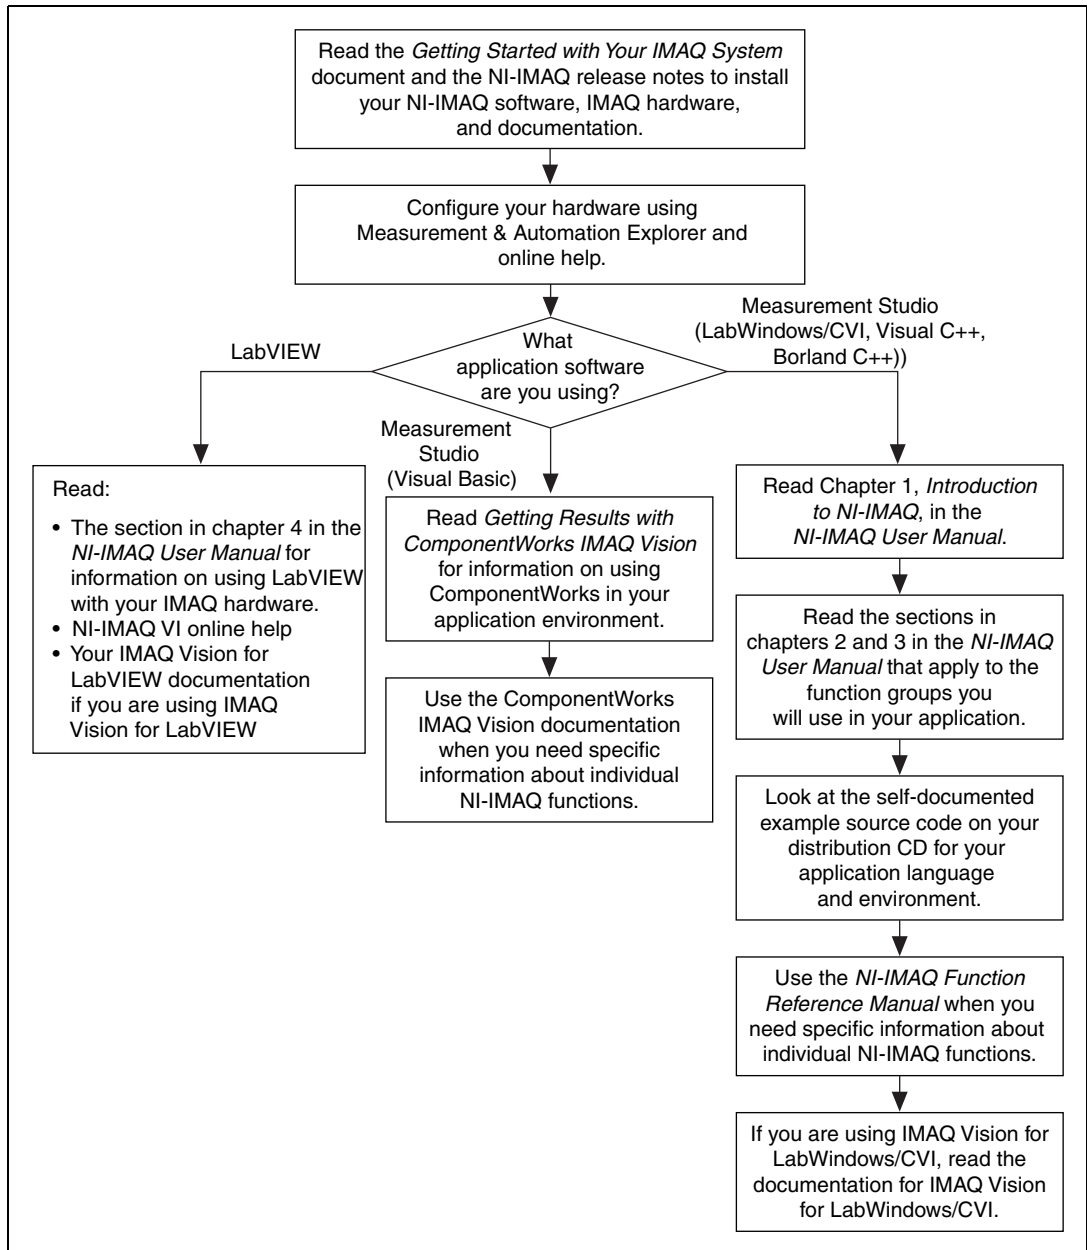 Read the Getting Started with Your IMAQ System
document and the NI-IMAQ release notes to install
your NI-IMAQ software, IMAQ hardware,
and documentation.
Configure your hardware using
Measurement & Automation Explorer and
online help.
What
application software
are you using?
LabVIEW
Measurement
Studio
(Visual Basic)
Measurement Studio
(LabWindows/CVI, Visual C++,
Borland C++))
Read:
• The section in chapter 4 in the
NI-IMAQ User Manual for
information on using LabVIEW
with your IMAQ hardware.
• NI-IMAQ VI online help
• Your IMAQ Vision for
LabVIEW documentation
if you are using IMAQ
Vision for LabVIEW
Read Getting Results with
ComponentWorks IMAQ Vision
for information on using
ComponentWorks in your
application environment.
Use the ComponentWorks
IMAQ Vision documentation
when you need specific
information about individual
NI-IMAQ functions.
Read Chapter 1, Introduction
to NI-IMAQ, in the
NI-IMAQ User Manual.
Read the sections in
chapters 2 and 3 in the NI-IMAQ
User Manual that apply to the
function groups you
will use in your application.
Look at the self-documented
example source code on your
distribution CD for your
application language
and environment.
Use the NI-IMAQ Function
Reference Manual when you
need specific information about
individual NI-IMAQ functions.
If you are using IMAQ Vision for
LabWindows/CVI, read the
documentation for IMAQ Vision
for LabWindows/CVI.